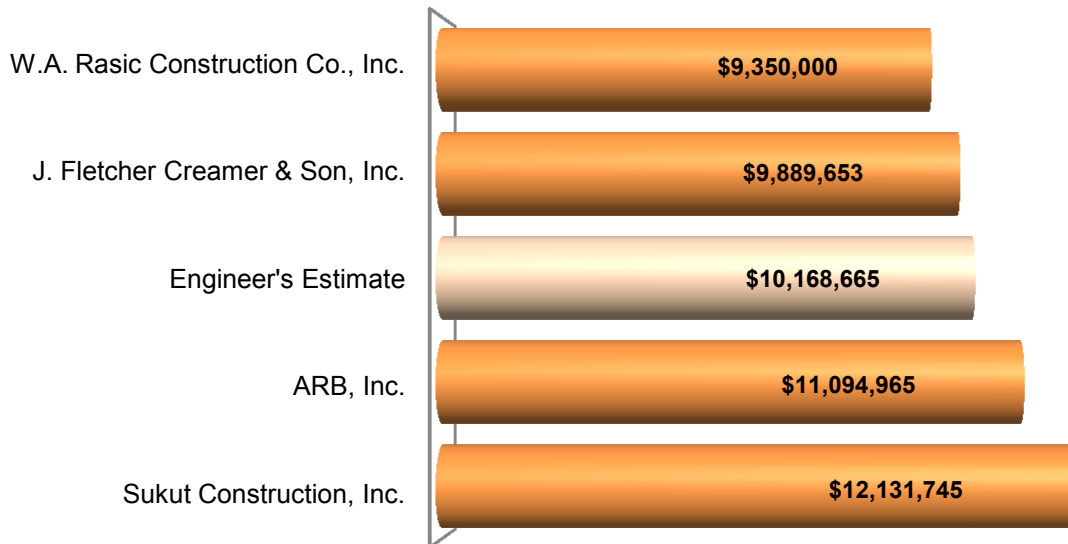 W.A. Rasic Construction Co., Inc.
$9,350,000
J. Fletcher Creamer & Son, Inc.
$9,889,653
Engineer's Estimate
$10,168,665
ARB, Inc.
$11,094,965
Sukut Construction, Inc.
$12,131,745